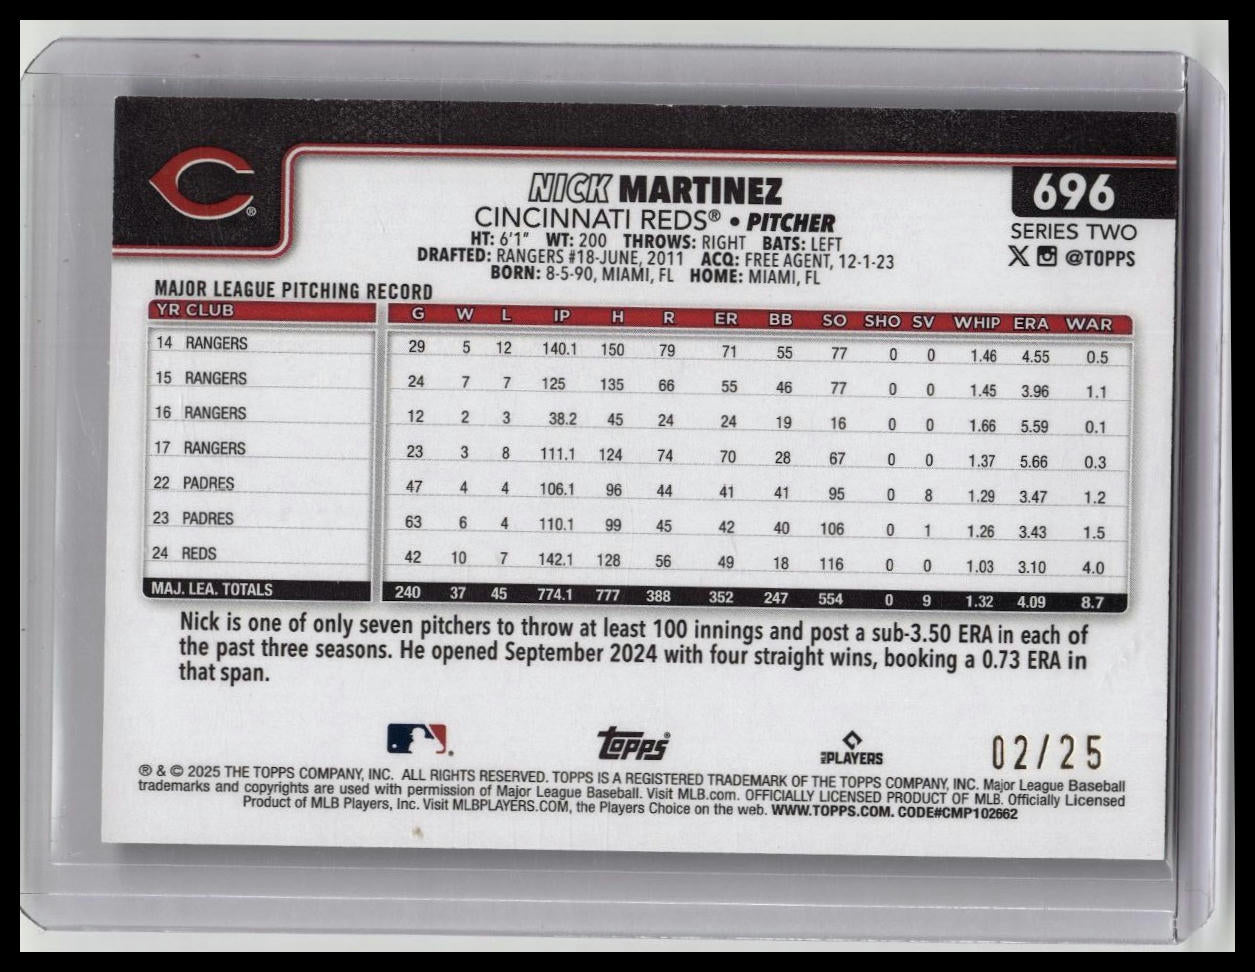 NICK MARTINEZ
696
CINCINNATI REDS® • PITCHER
SERIES TWO
HT: 6'1" WT: 200 THROWS: RIGHT BATS: LEFT
@TOPPS
DRAFTED: RANGERS #18-JUNE, 2011 ACQ: FREE AGENT, 12-1-23
BORN: 8-5-90, MIAMI, FL HOME: MIAMI, FL
MAJOR LEAGUE PITCHING RECORD
YR CLUB G W L IP H R ER BB SO SHO SV WHIP ERA WAR
14 RANGERS 29 5 12 140.1 150 79 71 55 77 0 0 1.46 4.55 0.5
15 RANGERS 24 7 7 125 135 66 55 46 77 0 0 1.45 3.96 1.1
16 RANGERS 12 2 3 38.2 45 24 24 19 16 0 0 1.66 5.59 0.1
17 RANGERS 23 3 8 111.1 124 74 70 28 67 0 0 1.37 5.66 0.3
22 PADRES 47 4 4 106.1 96 44 41 41 95 0 8 1.29 3.47 1.2
23 PADRES 63 6 4 110.1 99 45 42 40 106 0 1 1.26 3.43 1.5
24 REDS 42 10 7 142.1 128 56 49 18 116 0 0 1.03 3.10 4.0
MAJ. LEA. TOTALS 240 37 45 774.1 777 388 352 247 554 0 9 1.32 4.09 8.7
Nick is one of only seven pitchers to throw at least 100 innings and post a sub-3.50 ERA in each of
the past three seasons. He opened September 2024 with four straight wins, booking a 0.73 ERA in
that span.
Topps®
MLB PLAYERS
02/25
® & © 2025 THE TOPPS COMPANY, INC. ALL RIGHTS RESERVED. TOPPS IS A REGISTERED TRADEMARK OF THE TOPPS COMPANY, INC. Major League Baseball
trademarks and copyrights are used with permission of Major League Baseball. Visit MLB.com. OFFICIALLY LICENSED PRODUCT OF MLB. Officially Licensed
Product of MLB Players, Inc. Visit MLBPLAYERS.COM, the Players Choice on the web. WWW.TOPPS.COM. CODE#CMP102662